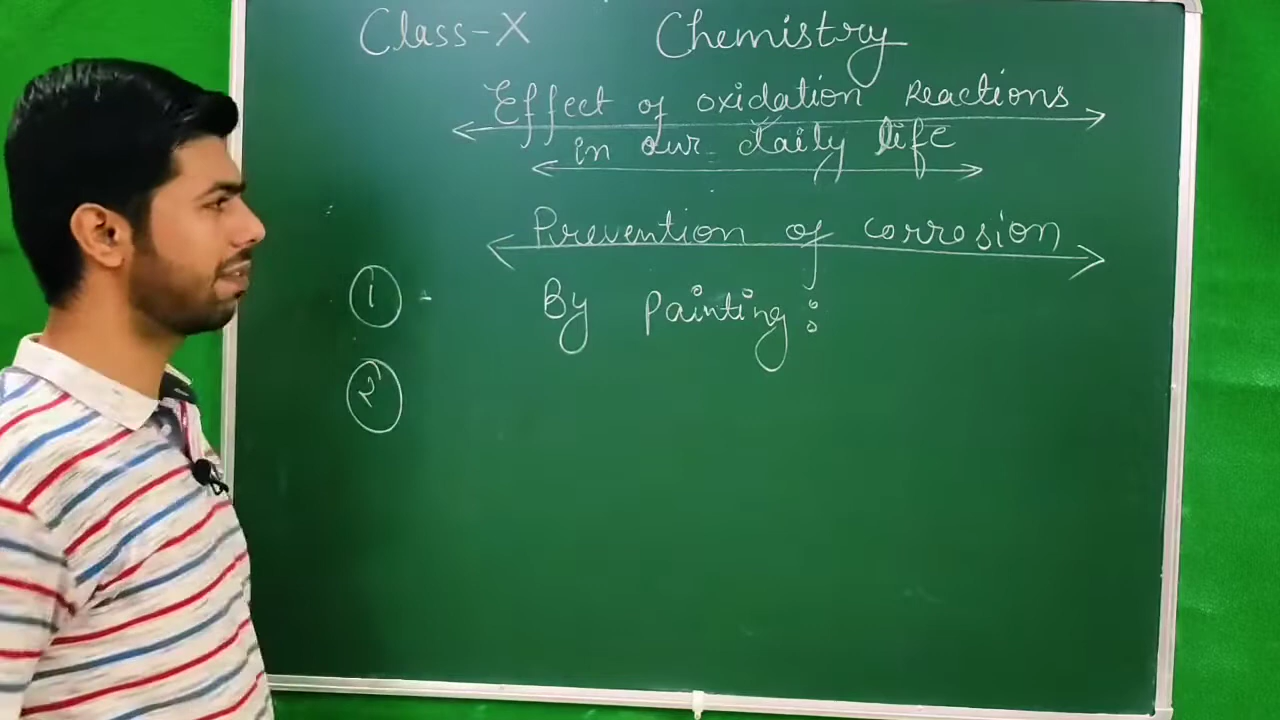 Class-X Chemistry
Effect of oxidation Reactions
in our daily life
Prevention of corrosion
1 - By Painting:
2